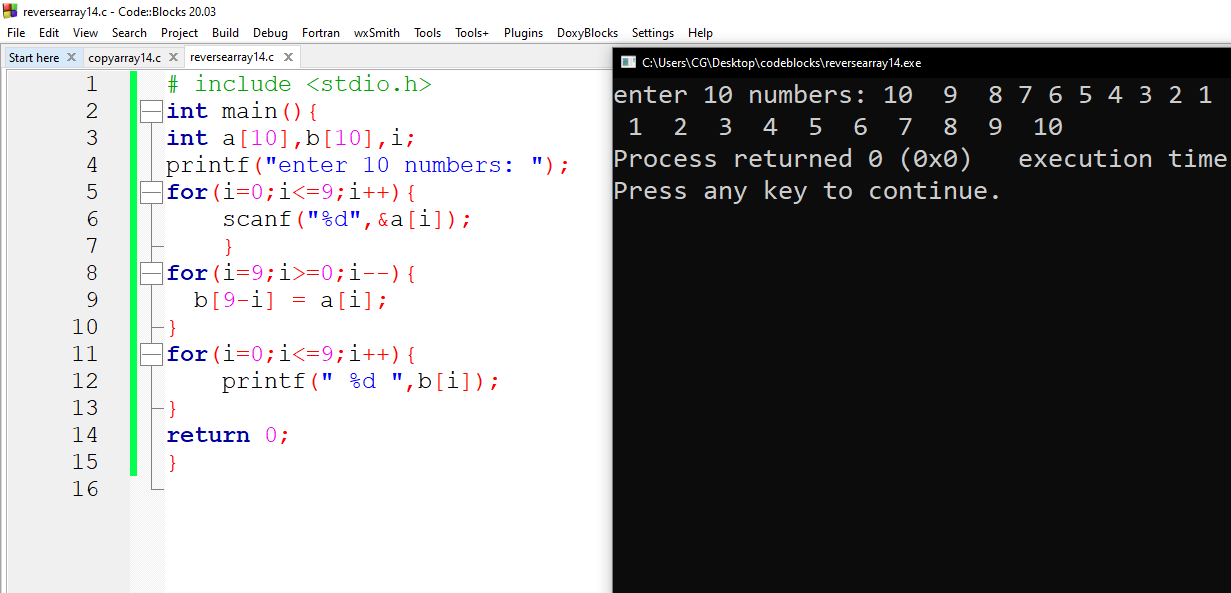 reversearray14.c - Code::Blocks 20.03
File Edit View Search Project Build Debug Fortran wxSmith Tools Tools+ Plugins DoxyBlocks Settings Help
Start here copyarray14.c reversearray14.c
1 # include <stdio.h>
2 int main(){
3 int a[10],b[10],i;
4 printf("enter 10 numbers: ");
5 for(i=0;i<=9;i++){
6     scanf("%d",&a[i]);
7     }
8 for(i=9;i>=0;i--){
9   b[9-i] = a[i];
10 }
11 for(i=0;i<=9;i++){
12     printf(" %d ",b[i]);
13 }
14 return 0;
15 }
16
C:\Users\CG\Desktop\codeblocks\reversearray14.exe
enter 10 numbers: 10  9  8 7 6 5 4 3 2 1
 1  2  3  4  5  6  7  8  9  10
Process returned 0 (0x0)   execution time
Press any key to continue.